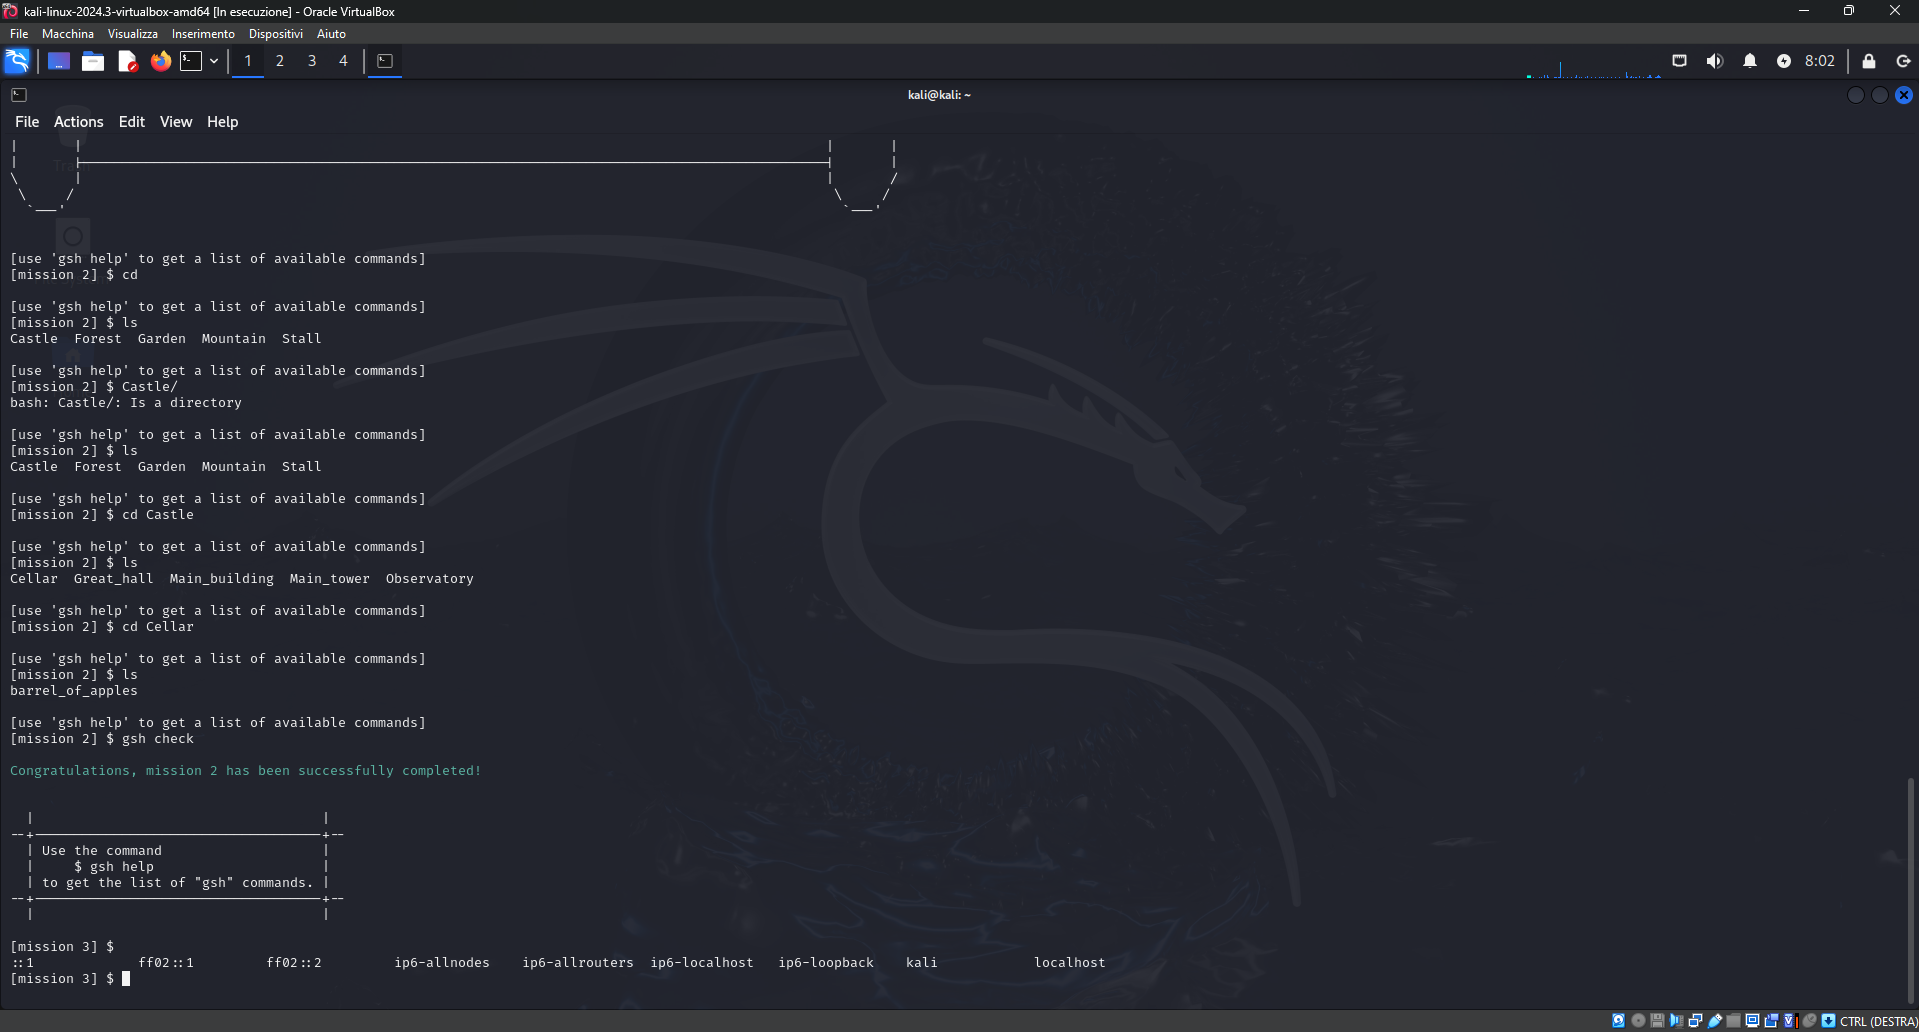 kali-linux-2024.3-virtualbox-amd64 [In esecuzione] - Oracle VirtualBox
File Macchina Visualizza Inserimento Dispositivi Aiuto
1 2 3 4 8:02
kali@kali: ~
File Actions Edit View Help
[use 'gsh help' to get a list of available commands]
[mission 2] $ cd
[use 'gsh help' to get a list of available commands]
[mission 2] $ ls
Castle Forest Garden Mountain Stall
[use 'gsh help' to get a list of available commands]
[mission 2] $ Castle/
bash: Castle/: Is a directory
[use 'gsh help' to get a list of available commands]
[mission 2] $ ls
Castle Forest Garden Mountain Stall
[use 'gsh help' to get a list of available commands]
[mission 2] $ cd Castle
[use 'gsh help' to get a list of available commands]
[mission 2] $ ls
Cellar Great_hall Main_building Main_tower Observatory
[use 'gsh help' to get a list of available commands]
[mission 2] $ cd Cellar
[use 'gsh help' to get a list of available commands]
[mission 2] $ ls
barrel_of_apples
[use 'gsh help' to get a list of available commands]
[mission 2] $ gsh check
Congratulations, mission 2 has been successfully completed!
Use the command
$ gsh help
to get the list of "gsh" commands.
[mission 3] $
::1 ff02::1 ff02::2 ip6-allnodes ip6-allrouters ip6-localhost ip6-loopback kali localhost
[mission 3] $
CTRL (DESTRA)